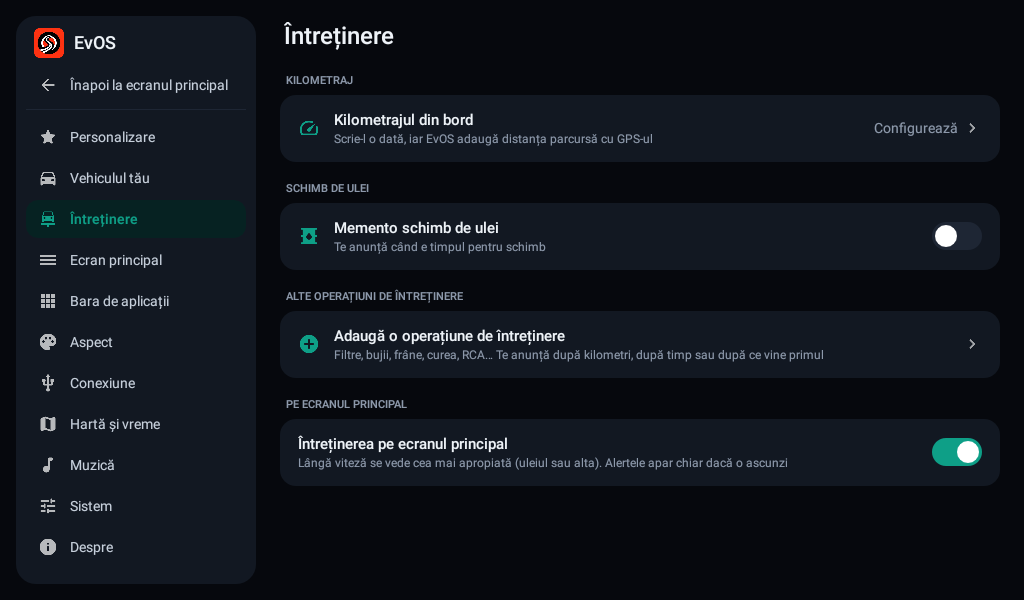 EvOS
Înapoi la ecranul principal
Personalizare
Vehiculul tău
Întreținere
Ecran principal
Bara de aplicații
Aspect
Conexiune
Hartă și vreme
Muzică
Sistem
Despre
Întreținere
KILOMETRAJ
Kilometrajul din bord
Scrie-l o dată, iar EvOS adaugă distanța parcursă cu GPS-ul
Configurează
SCHIMB DE ULEI
Memento schimb de ulei
Te anunță când e timpul pentru schimb
ALTE OPERAȚIUNI DE ÎNTREȚINERE
Adaugă o operațiune de întreținere
Filtre, bujii, frâne, curea, RCA… Te anunță după kilometri, după timp sau după ce vine primul
PE ECRANUL PRINCIPAL
Întreținerea pe ecranul principal
Lângă viteză se vede cea mai apropiată (uleiul sau alta). Alertele apar chiar dacă o ascunzi